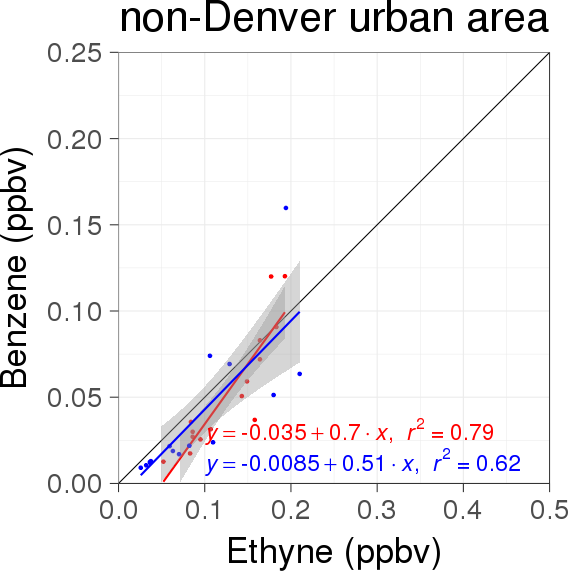 non-Denver urban area
0.25
0.20
0.15
0.10
0.05
0.00
Benzene (ppbv)
y = -0.035+0.7 · x, r² = 0.79
y = -0.0085+0.51 · x, r² = 0.62
0.0 0.1 0.2 0.3 0.4 0.5
Ethyne (ppbv)